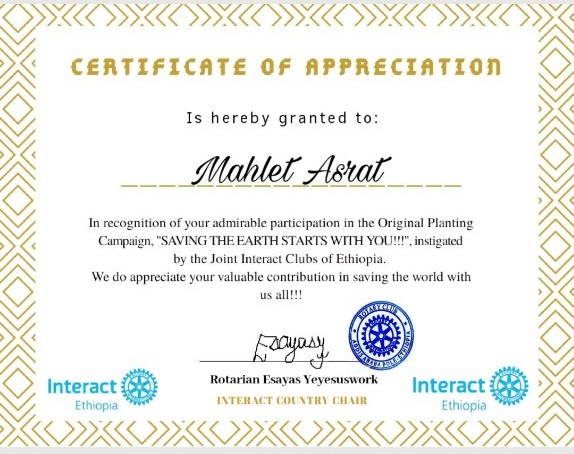 CERTIFICATE OF APPRECIATION
Is hereby granted to:
Mahlet Asrat
In recognition of your admirable participation in the Original Planting
Campaign, "SAVING THE EARTH STARTS WITH YOU!!!", instigated
by the Joint Interact Clubs of Ethiopia.
We do appreciate your valuable contribution in saving the world with
us all!!!
Esayasy
ROTARY CLUB
Rotarian Esayas Yeyesuswork
INTERACT COUNTRY CHAIR
Interact
Ethiopia
Interact
Ethiopia